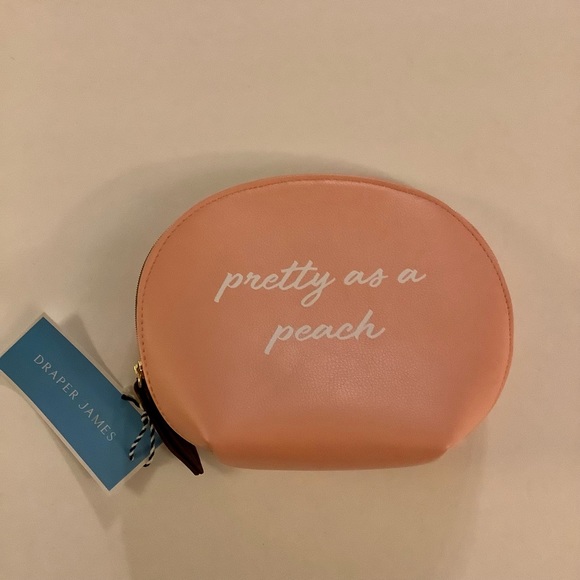 pretty as a
peach
DRAPER JAMES